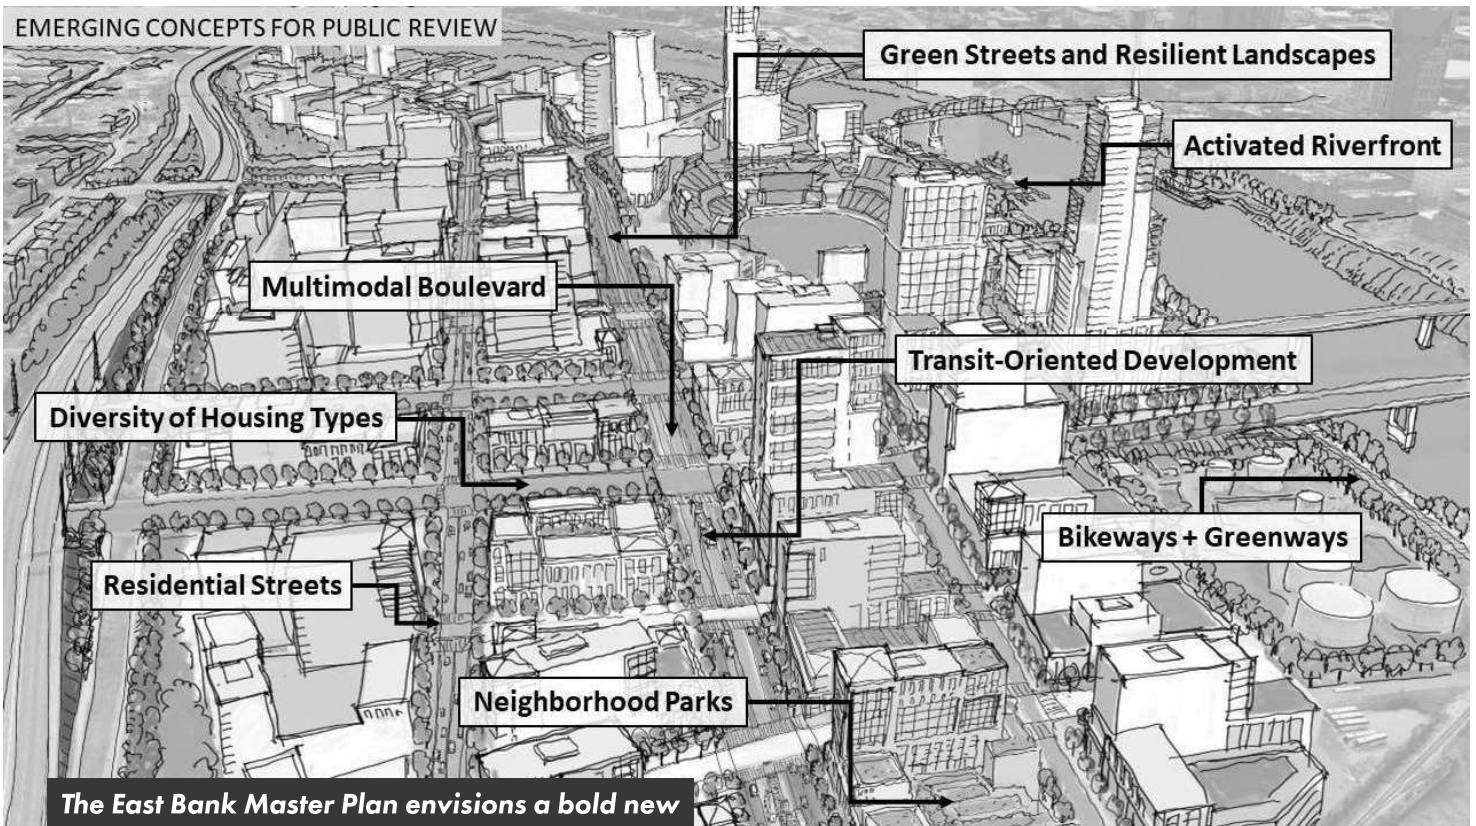 EMERGING CONCEPTS FOR PUBLIC REVIEW
Green Streets and Resilient Landscapes
Activated Riverfront
Multimodal Boulevard
Transit-Oriented Development
Diversity of Housing Types
Bikeways + Greenways
Residential Streets
Neighborhood Parks
The East Bank Master Plan envisions a bold new